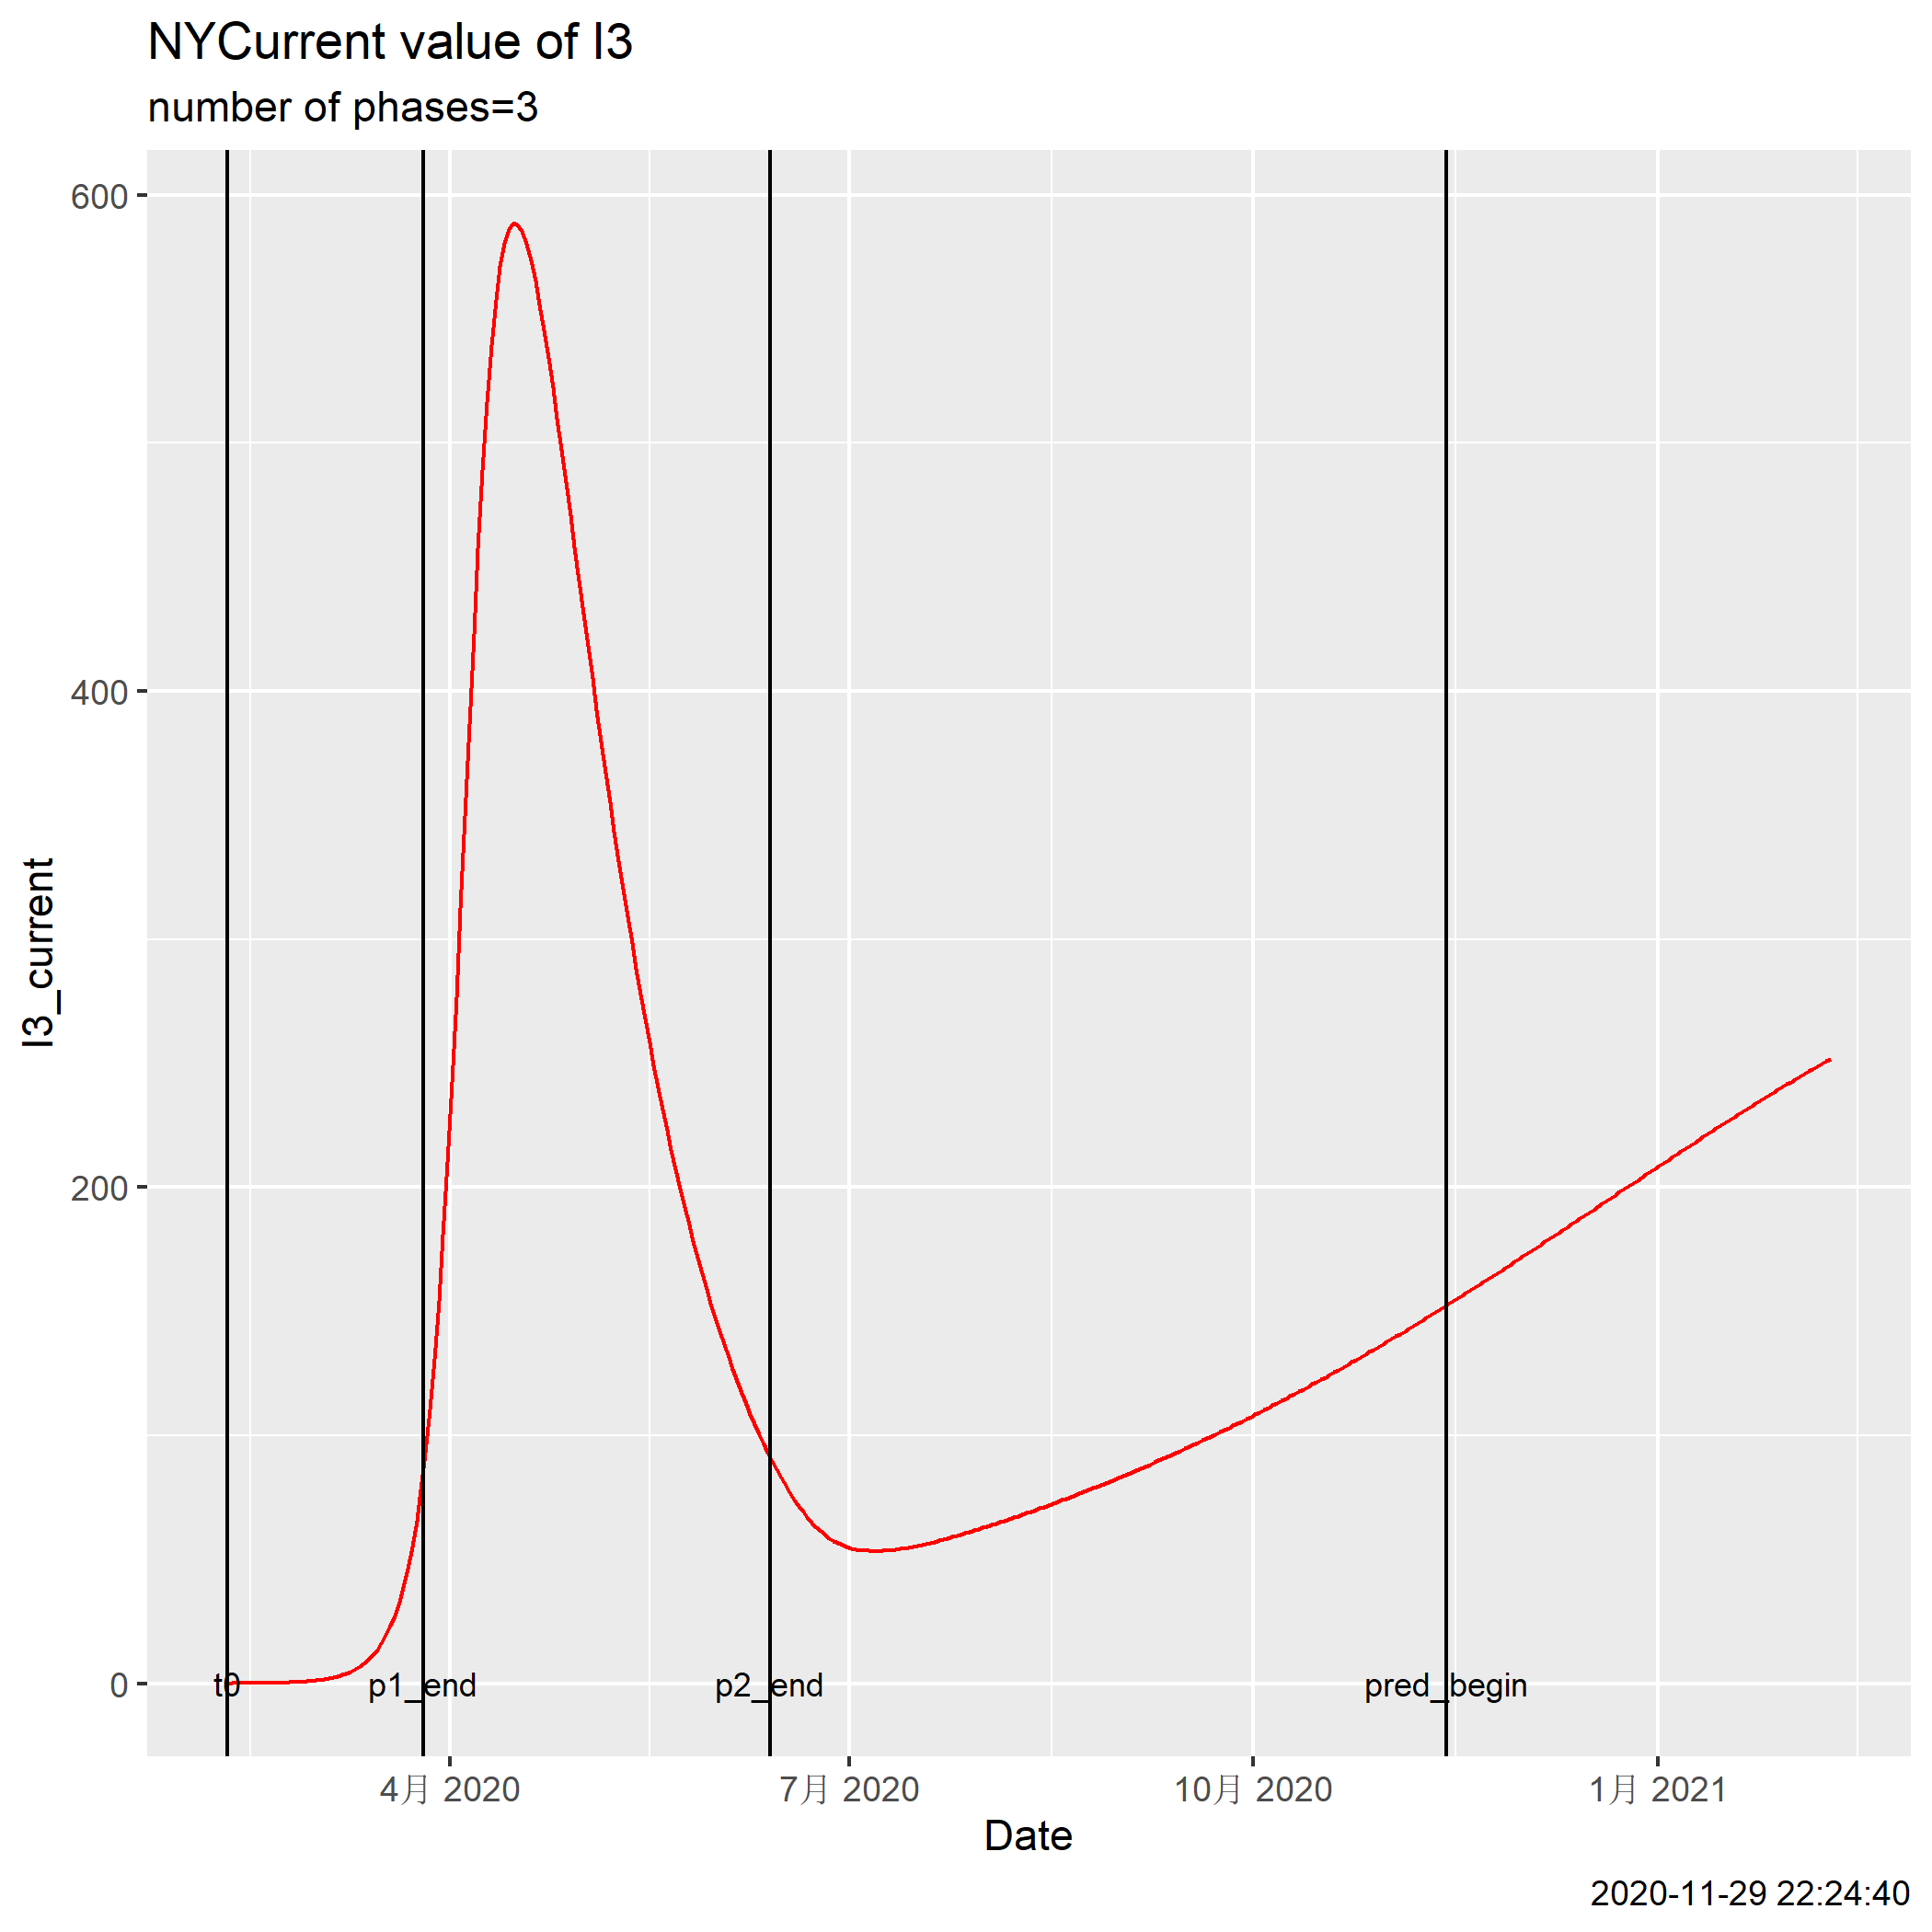 NYCurrent value of I3
number of phases=3
600
400
200
0
I3_current
t0
p1_end
p2_end
pred_begin
4月 2020
7月 2020
10月 2020
1月 2021
Date
2020-11-29 22:24:40